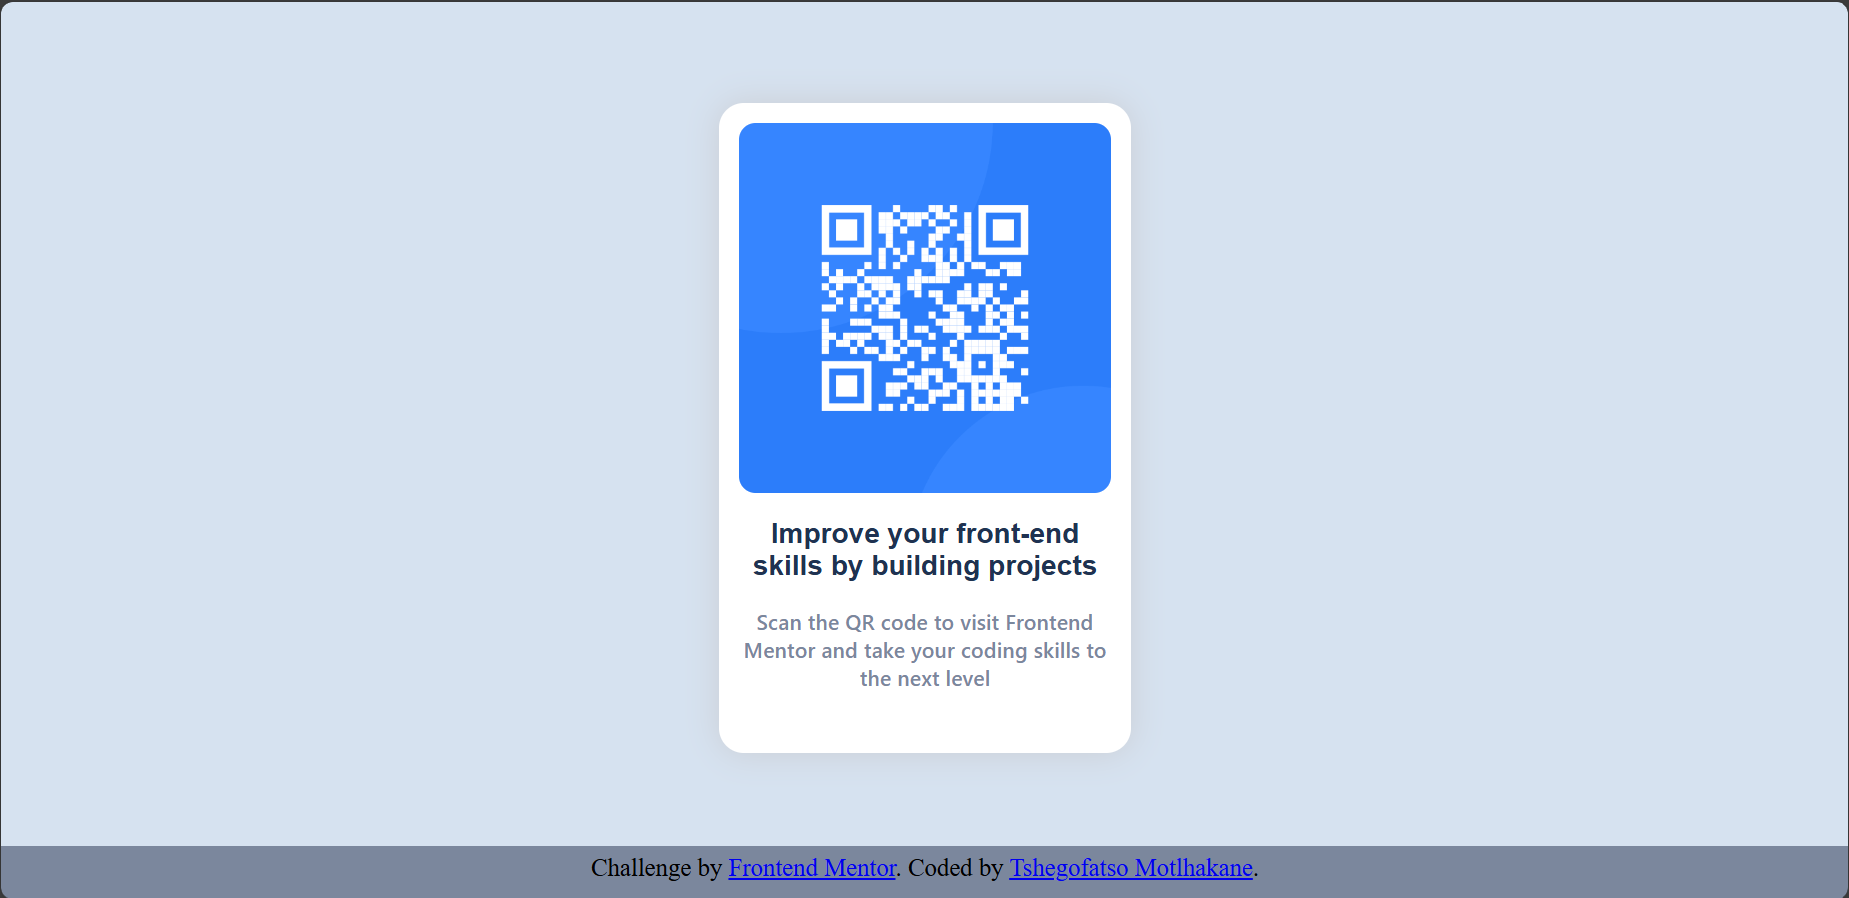 Improve your front-end
skills by building projects
Scan the QR code to visit Frontend
Mentor and take your coding skills to
the next level
Challenge by Frontend Mentor. Coded by Tshegofatso Motlhakane.